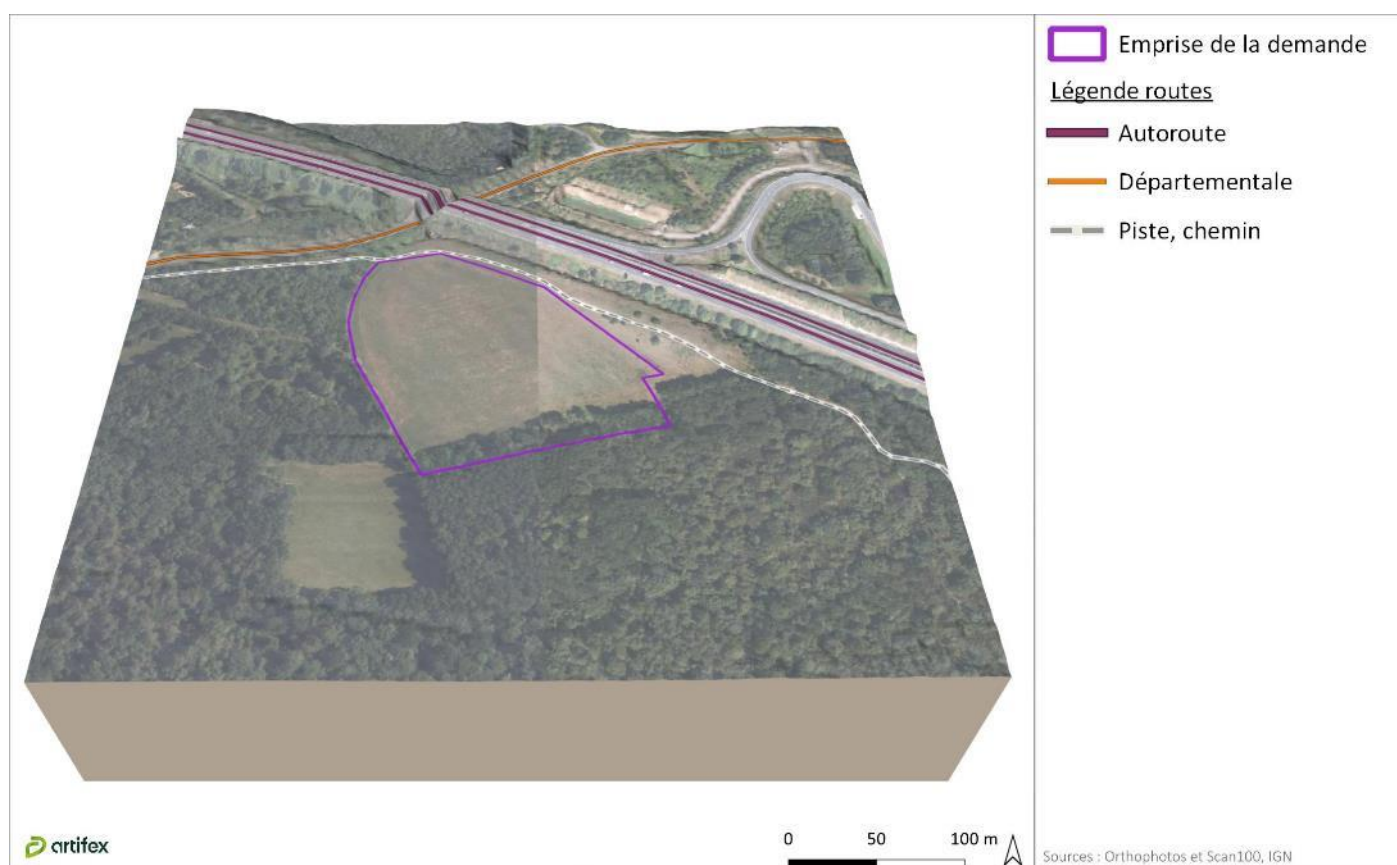 Emprise de la demande
Légende routes
Autoroute
Départementale
Piste, chemin
artifex
0 50 100 m
Sources : Orthophotos et Scan100, IGN